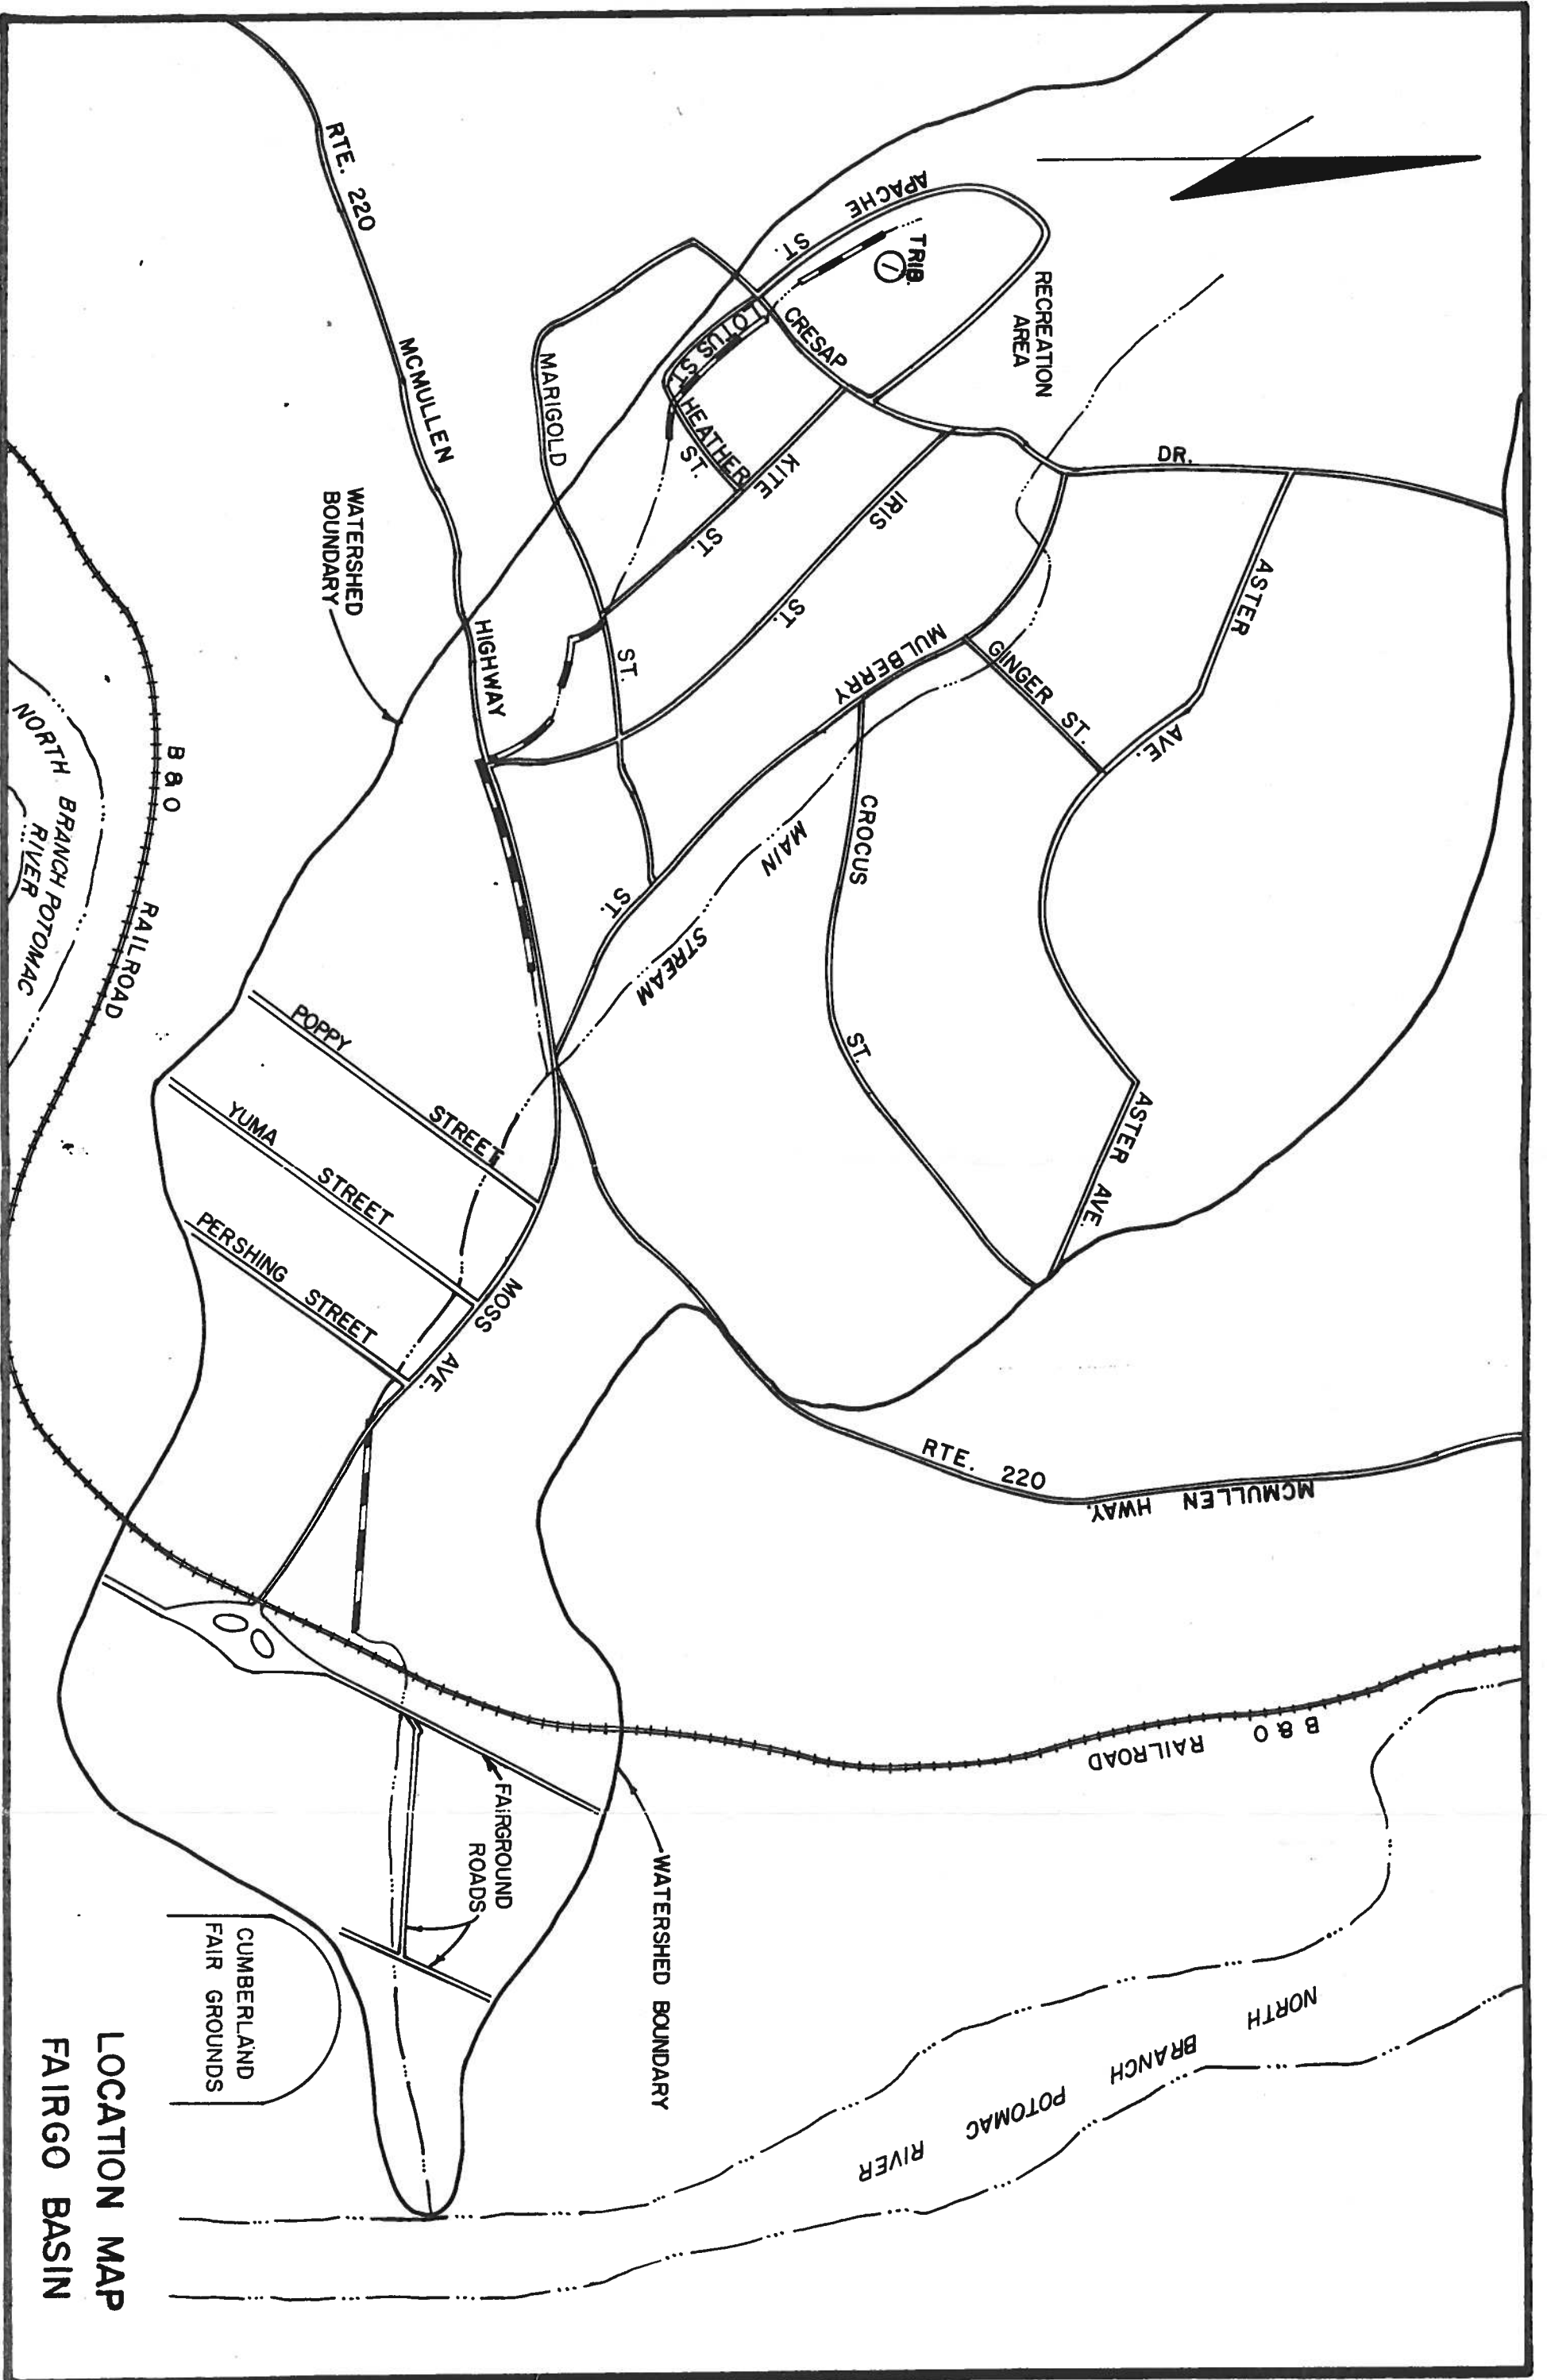 RTE. 220
MCMULLEN
HIGHWAY
APACHE
ST.
TRIB.
1
RECREATION
AREA
LOTUS ST.
CRESAP
DR.
MARIGOLD
ST.
HEATHER
ST.
KITE
ST.
IRIS
ST.
ASTER
AVE.
GINGER ST.
MULBERRY
ST.
CROCUS
ST.
MAIN
STREAM
ASTER AVE.
WATERSHED
BOUNDARY
NORTH BRANCH POTOMAC
RIVER
B & O RAILROAD
POPPY STREET
YUMA STREET
PERSHING STREET
MOSS
AVE.
RTE. 220
MCMULLEN HWAY.
B & O RAILROAD
FAIRGROUND
ROADS
WATERSHED BOUNDARY
NORTH BRANCH POTOMAC RIVER
CUMBERLAND
FAIR GROUNDS
LOCATION MAP
FAIRGO BASIN